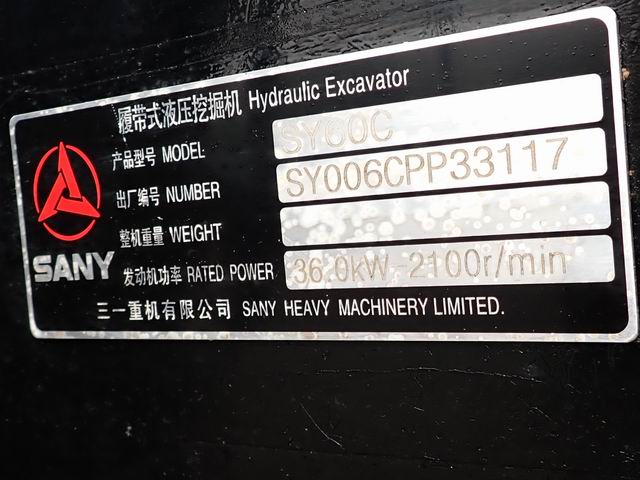 履带式液压挖掘机 Hydraulic Excavator
产品型号 MODEL SY60C
出厂编号 NUMBER SY006CPP33117
整机重量 WEIGHT
SANY
发动机功率 RATED POWER 36.0kW-2100r/min
三一重机有限公司 SANY HEAVY MACHINERY LIMITED.